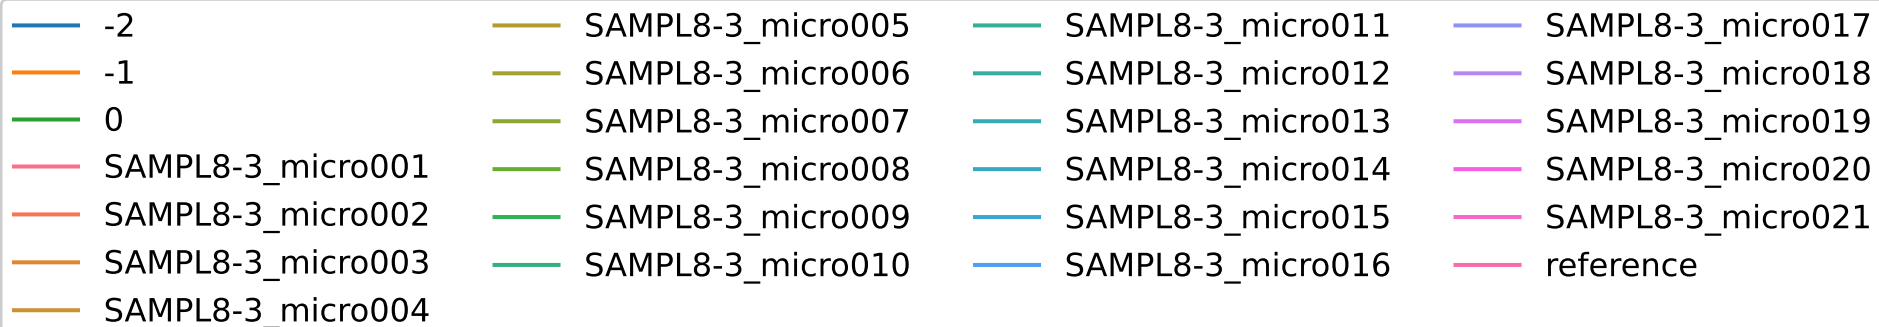 -2
-1
0
SAMPL8-3_micro001
SAMPL8-3_micro002
SAMPL8-3_micro003
SAMPL8-3_micro004
SAMPL8-3_micro005
SAMPL8-3_micro006
SAMPL8-3_micro007
SAMPL8-3_micro008
SAMPL8-3_micro009
SAMPL8-3_micro010
SAMPL8-3_micro011
SAMPL8-3_micro012
SAMPL8-3_micro013
SAMPL8-3_micro014
SAMPL8-3_micro015
SAMPL8-3_micro016
SAMPL8-3_micro017
SAMPL8-3_micro018
SAMPL8-3_micro019
SAMPL8-3_micro020
SAMPL8-3_micro021
reference